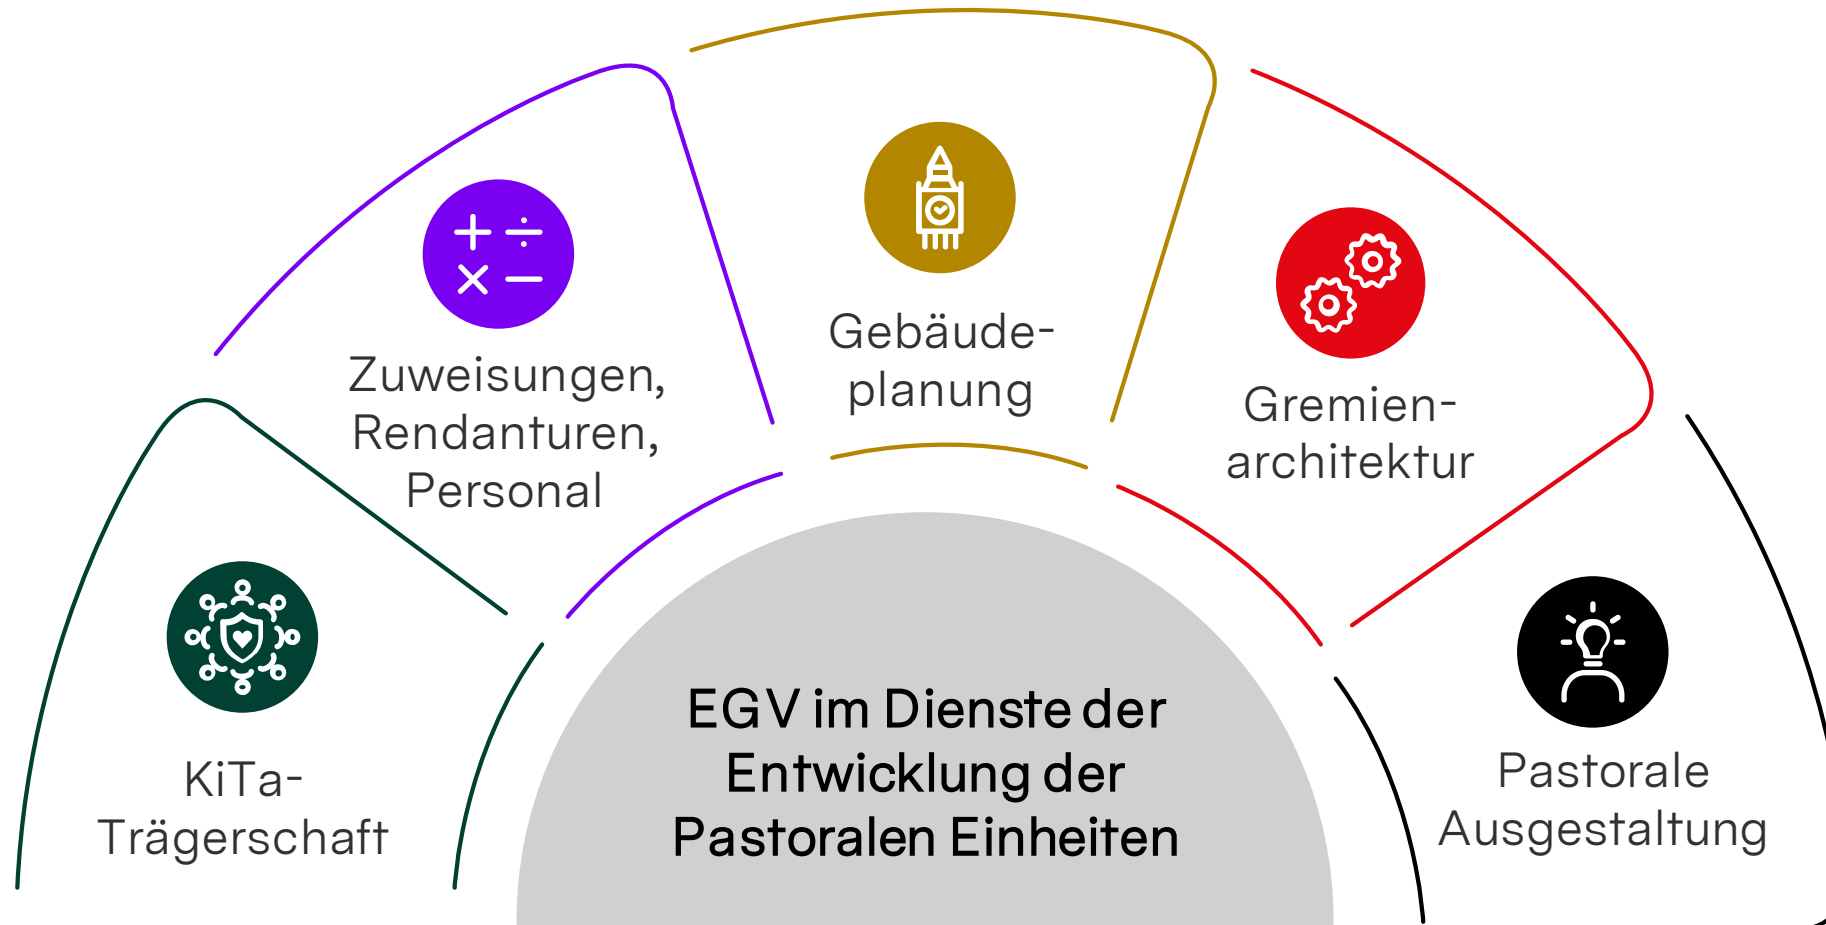 KiTa-
Trägerschaft
Zuweisungen,
Rendanturen,
Personal
Gebäude-
planung
Gremien-
architektur
Pastorale
Ausgestaltung
EGV im Dienste der
Entwicklung der
Pastoralen Einheiten